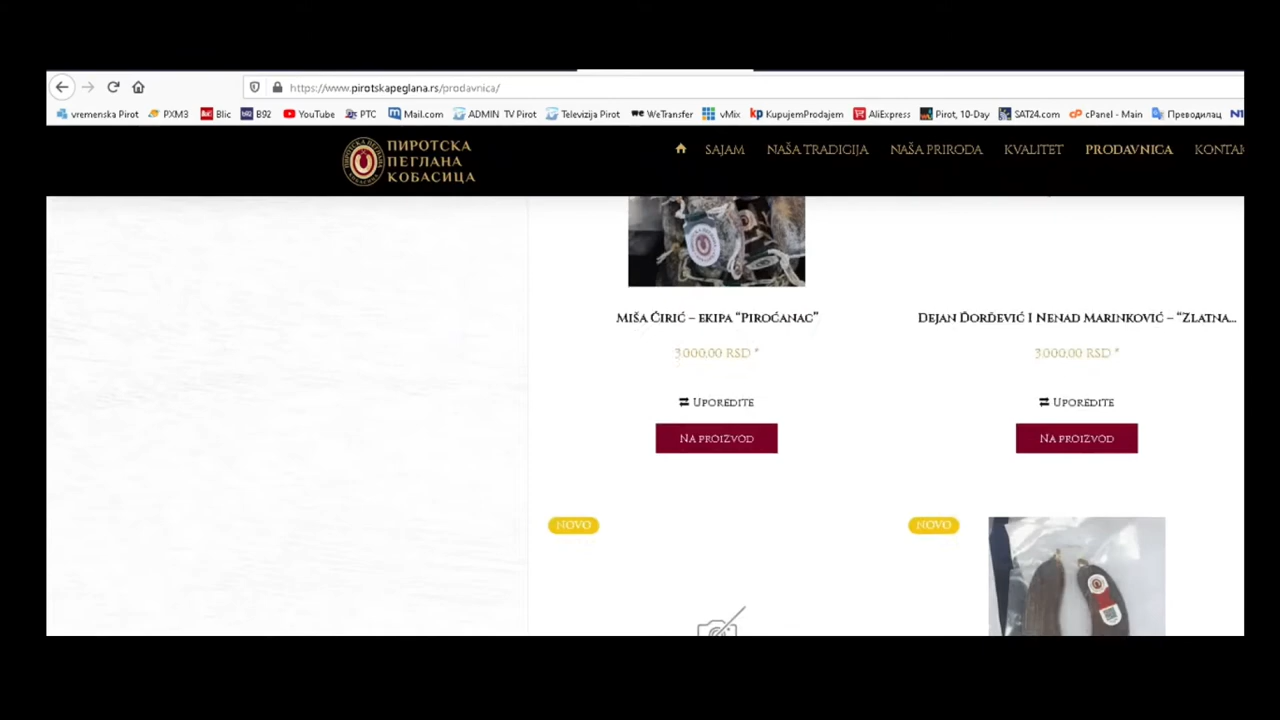 https://www.pirotskapeglana.rs/prodavnica/
vremenska Pirot PXM3 Blic B92 YouTube РТС Mail.com ADMIN TV Pirot Televizija Pirot WeTransfer vMix KupujemProdajem AliExpress Pirot, 10-Day SAT24.com cPanel - Main Преводилац N1
ПИРОТСКА
ПЕГЛАНА
КОБАСИЦА
SAJAM NAŠA TRADICIJA NAŠA PRIRODA KVALITET PRODAVNICA KONTAK
MIŠA ĆIRIĆ – EKIPA “PIROĆANAC” DEJAN ĐORĐEVIĆ I NENAD MARINKOVIĆ – “ZLATNA...
3.000.00 RSD * 3.000.00 RSD *
UPOREDITE UPOREDITE
NA PROIZVOD NA PROIZVOD
NOVO NOVO